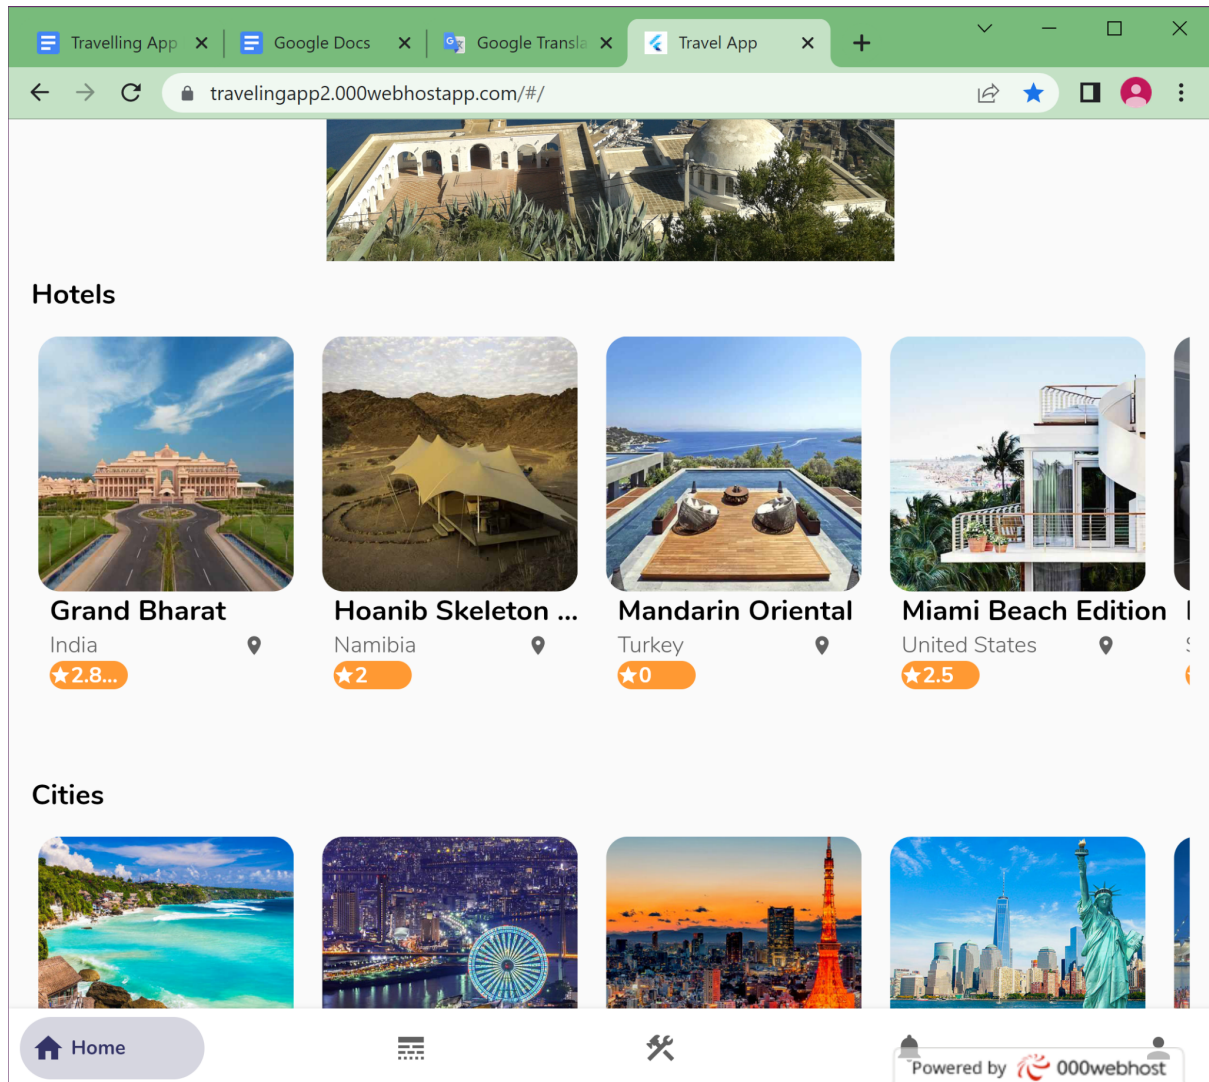 Travelling App
Google Docs
Google Transla
Travel App
travelingapp2.000webhostapp.com/#/
Hotels
Grand Bharat
Hoanib Skeleton ...
Mandarin Oriental
Miami Beach Edition
India
Namibia
Turkey
United States
2.8...
2
0
2.5
Cities
Home
Powered by 000webhost